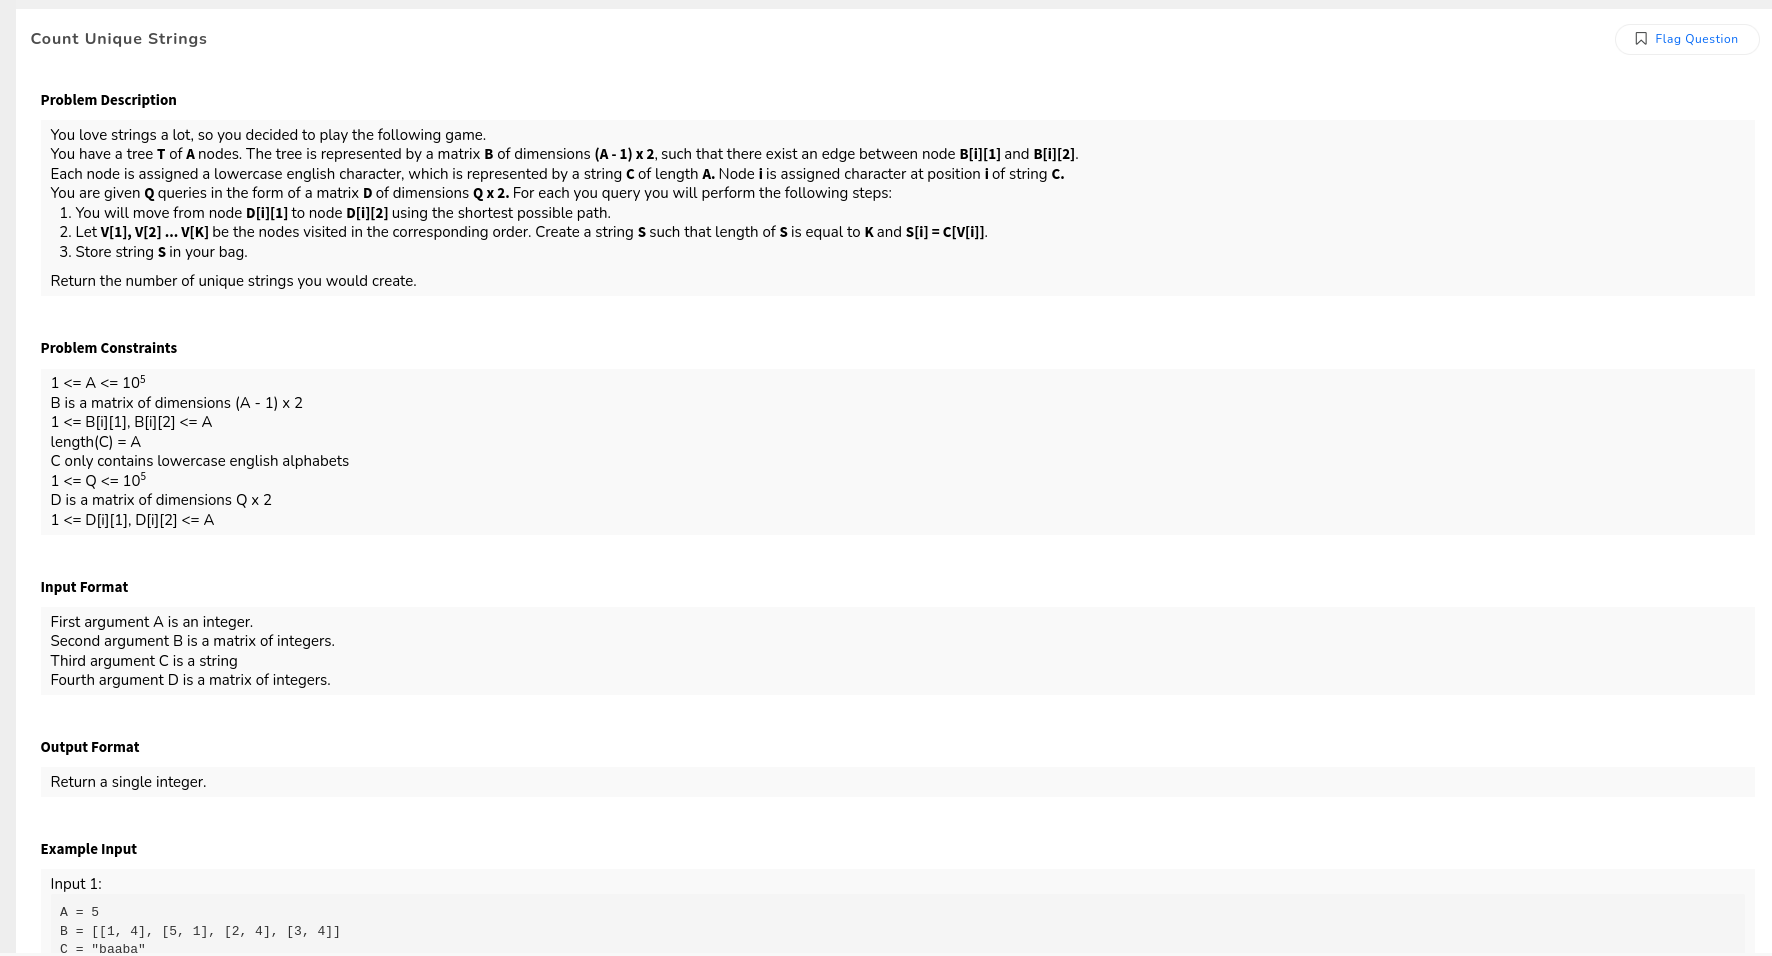 Count Unique Strings
Flag Question
Problem Description
You love strings a lot, so you decided to play the following game.
You have a tree T of A nodes. The tree is represented by a matrix B of dimensions (A - 1) x 2, such that there exist an edge between node B[i][1] and B[i][2].
Each node is assigned a lowercase english character, which is represented by a string C of length A. Node i is assigned character at position i of string C.
You are given Q queries in the form of a matrix D of dimensions Q x 2. For each you query you will perform the following steps:
1. You will move from node D[i][1] to node D[i][2] using the shortest possible path.
2. Let V[1], V[2] ... V[K] be the nodes visited in the corresponding order. Create a string S such that length of S is equal to K and S[i] = C[V[i]].
3. Store string S in your bag.
Return the number of unique strings you would create.
Problem Constraints
1 <= A <= 10⁵
B is a matrix of dimensions (A - 1) x 2
1 <= B[i][1], B[i][2] <= A
length(C) = A
C only contains lowercase english alphabets
1 <= Q <= 10⁵
D is a matrix of dimensions Q x 2
1 <= D[i][1], D[i][2] <= A
Input Format
First argument A is an integer.
Second argument B is a matrix of integers.
Third argument C is a string
Fourth argument D is a matrix of integers.
Output Format
Return a single integer.
Example Input
Input 1:
A = 5
B = [[1, 4], [5, 1], [2, 4], [3, 4]]
C = "baaba"